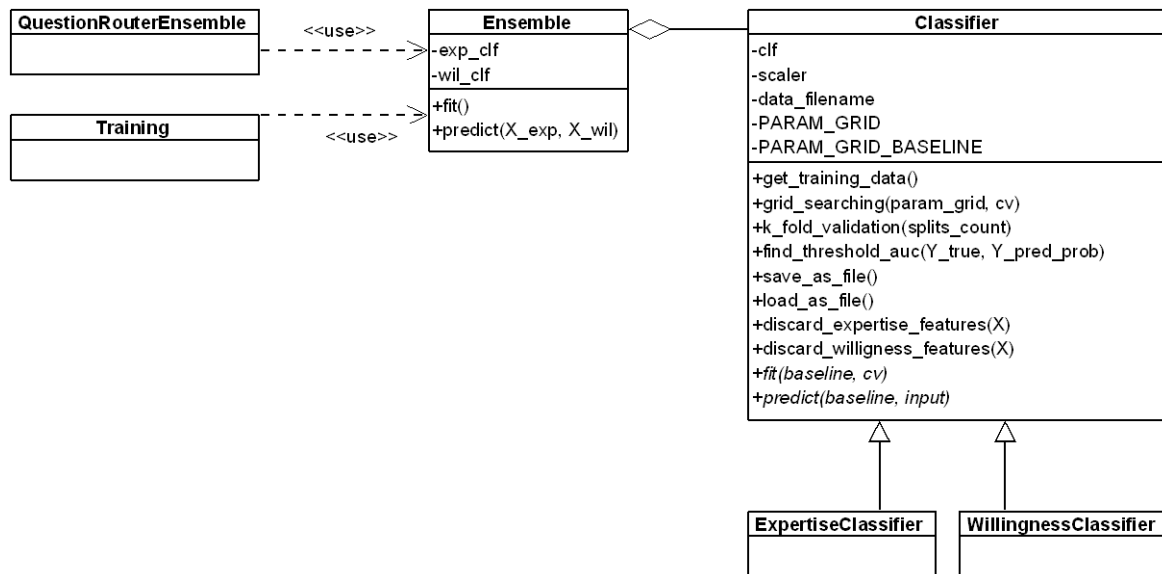 QuestionRouterEnsemble
<<use>>
Training
<<use>>
Ensemble
-exp_clf
-wil_clf
+fit()
+predict(X_exp, X_wil)
Classifier
-clf
-scaler
-data_filename
-PARAM_GRID
-PARAM_GRID_BASELINE
+get_training_data()
+grid_searching(param_grid, cv)
+k_fold_validation(splits_count)
+find_threshold_auc(Y_true, Y_pred_prob)
+save_as_file()
+load_as_file()
+discard_expertise_features(X)
+discard_willigness_features(X)
+fit(baseline, cv)
+predict(baseline, input)
ExpertiseClassifier
WillingnessClassifier